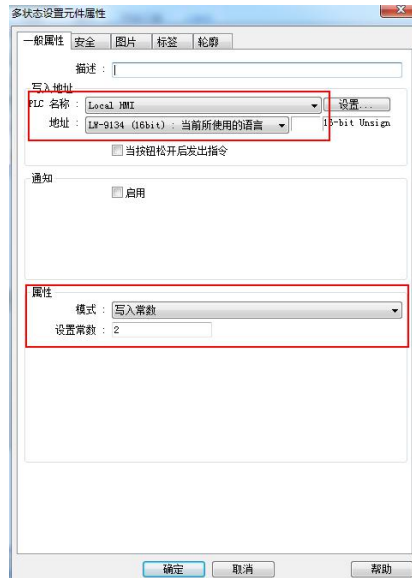 多状态设置元件属性
一般属性 安全 图片 标签 轮廓
描述 :
写入地址
PLC 名称 : Local HMI 设置...
地址 : LW-9134 (16bit) : 当前所使用的语言 16-bit Unsign
当按钮松开后发出指令
通知
启用
属性
模式 : 写入常数
设置常数 : 2
确定 取消 帮助